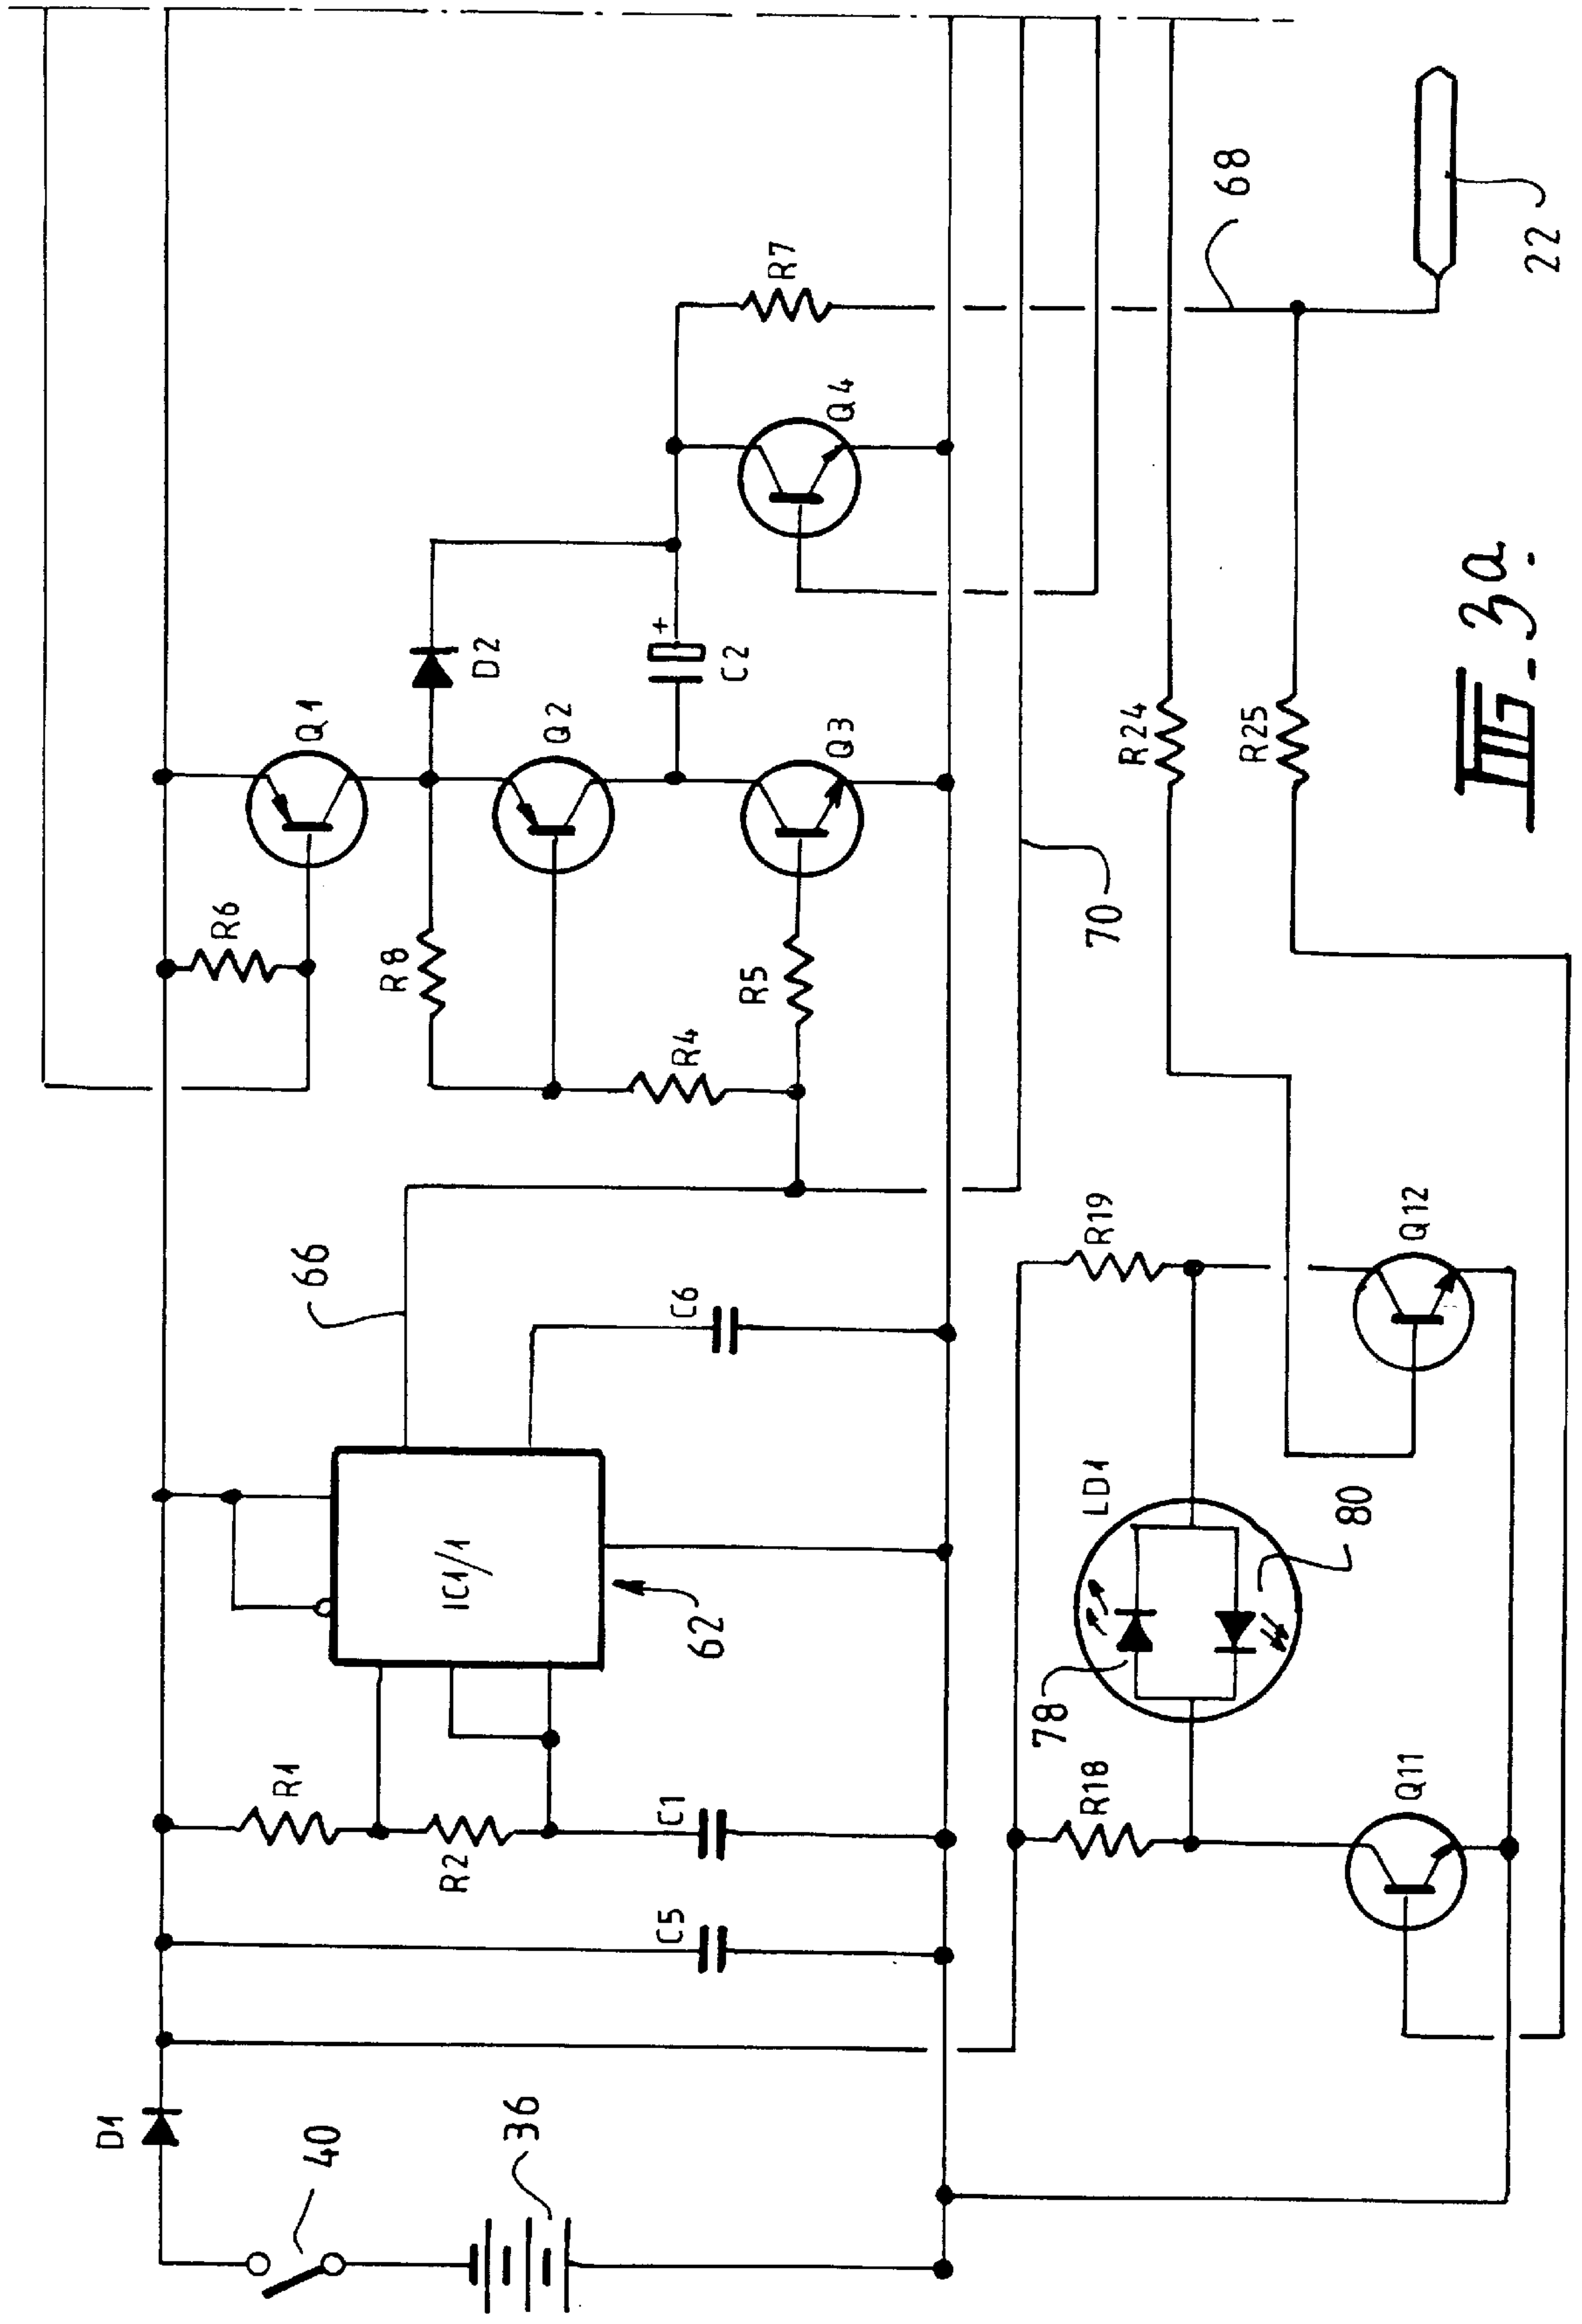 D1
40
36
C5
R1
R2
C1
IC1/1
62
66
C6
R6
R8
R4
R5
Q1
Q2
Q3
D2
C2
+
Q4
R7
68
22
70
R24
R25
R18
R19
78
LD1
80
Q11
Q12
FIG-3a.